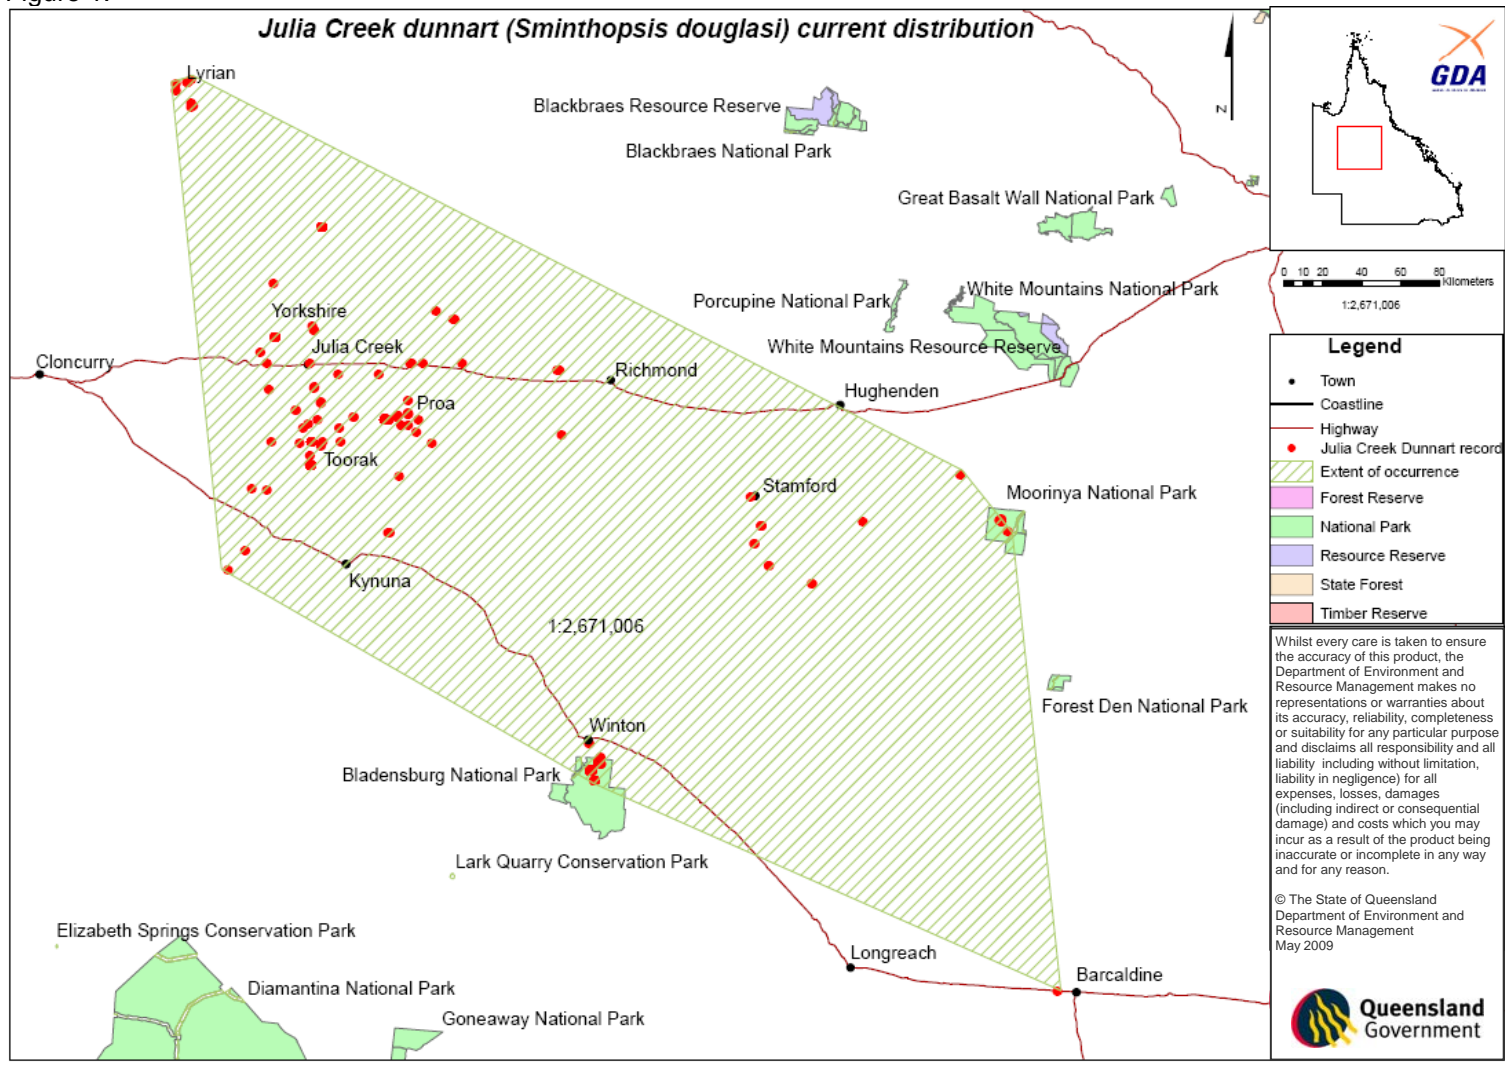 Julia Creek dunnart (Sminthopsis douglasi) current distribution
Lyrian
Blackbraes Resource Reserve
Blackbraes National Park
Great Basalt Wall National Park
Porcupine National Park
White Mountains National Park
White Mountains Resource Reserve
Yorkshire
Julia Creek
Cloncurry
Richmond
Hughenden
Proa
Toorak
Stamford
Moorinya National Park
Kynuna
1:2,671,006
Forest Den National Park
Winton
Bladensburg National Park
Lark Quarry Conservation Park
Elizabeth Springs Conservation Park
Diamantina National Park
Goneaway National Park
Longreach
Barcaldine
N
GDA
0 10 20 40 60 80
Kilometers
1:2,671,006
Legend
Town
Coastline
Highway
Julia Creek Dunnart record
Extent of occurrence
Forest Reserve
National Park
Resource Reserve
State Forest
Timber Reserve
Whilst every care is taken to ensure
the accuracy of this product, the
Department of Environment and
Resource Management makes no
representations or warranties about
its accuracy, reliability, completeness
or suitability for any particular purpose
and disclaims all responsibility and all
liability including without limitation,
liability in negligence) for all
expenses, losses, damages
(including indirect or consequential
damage) and costs which you may
incur as a result of the product being
inaccurate or incomplete in any way
and for any reason.
© The State of Queensland
Department of Environment and
Resource Management
May 2009
Queensland
Government